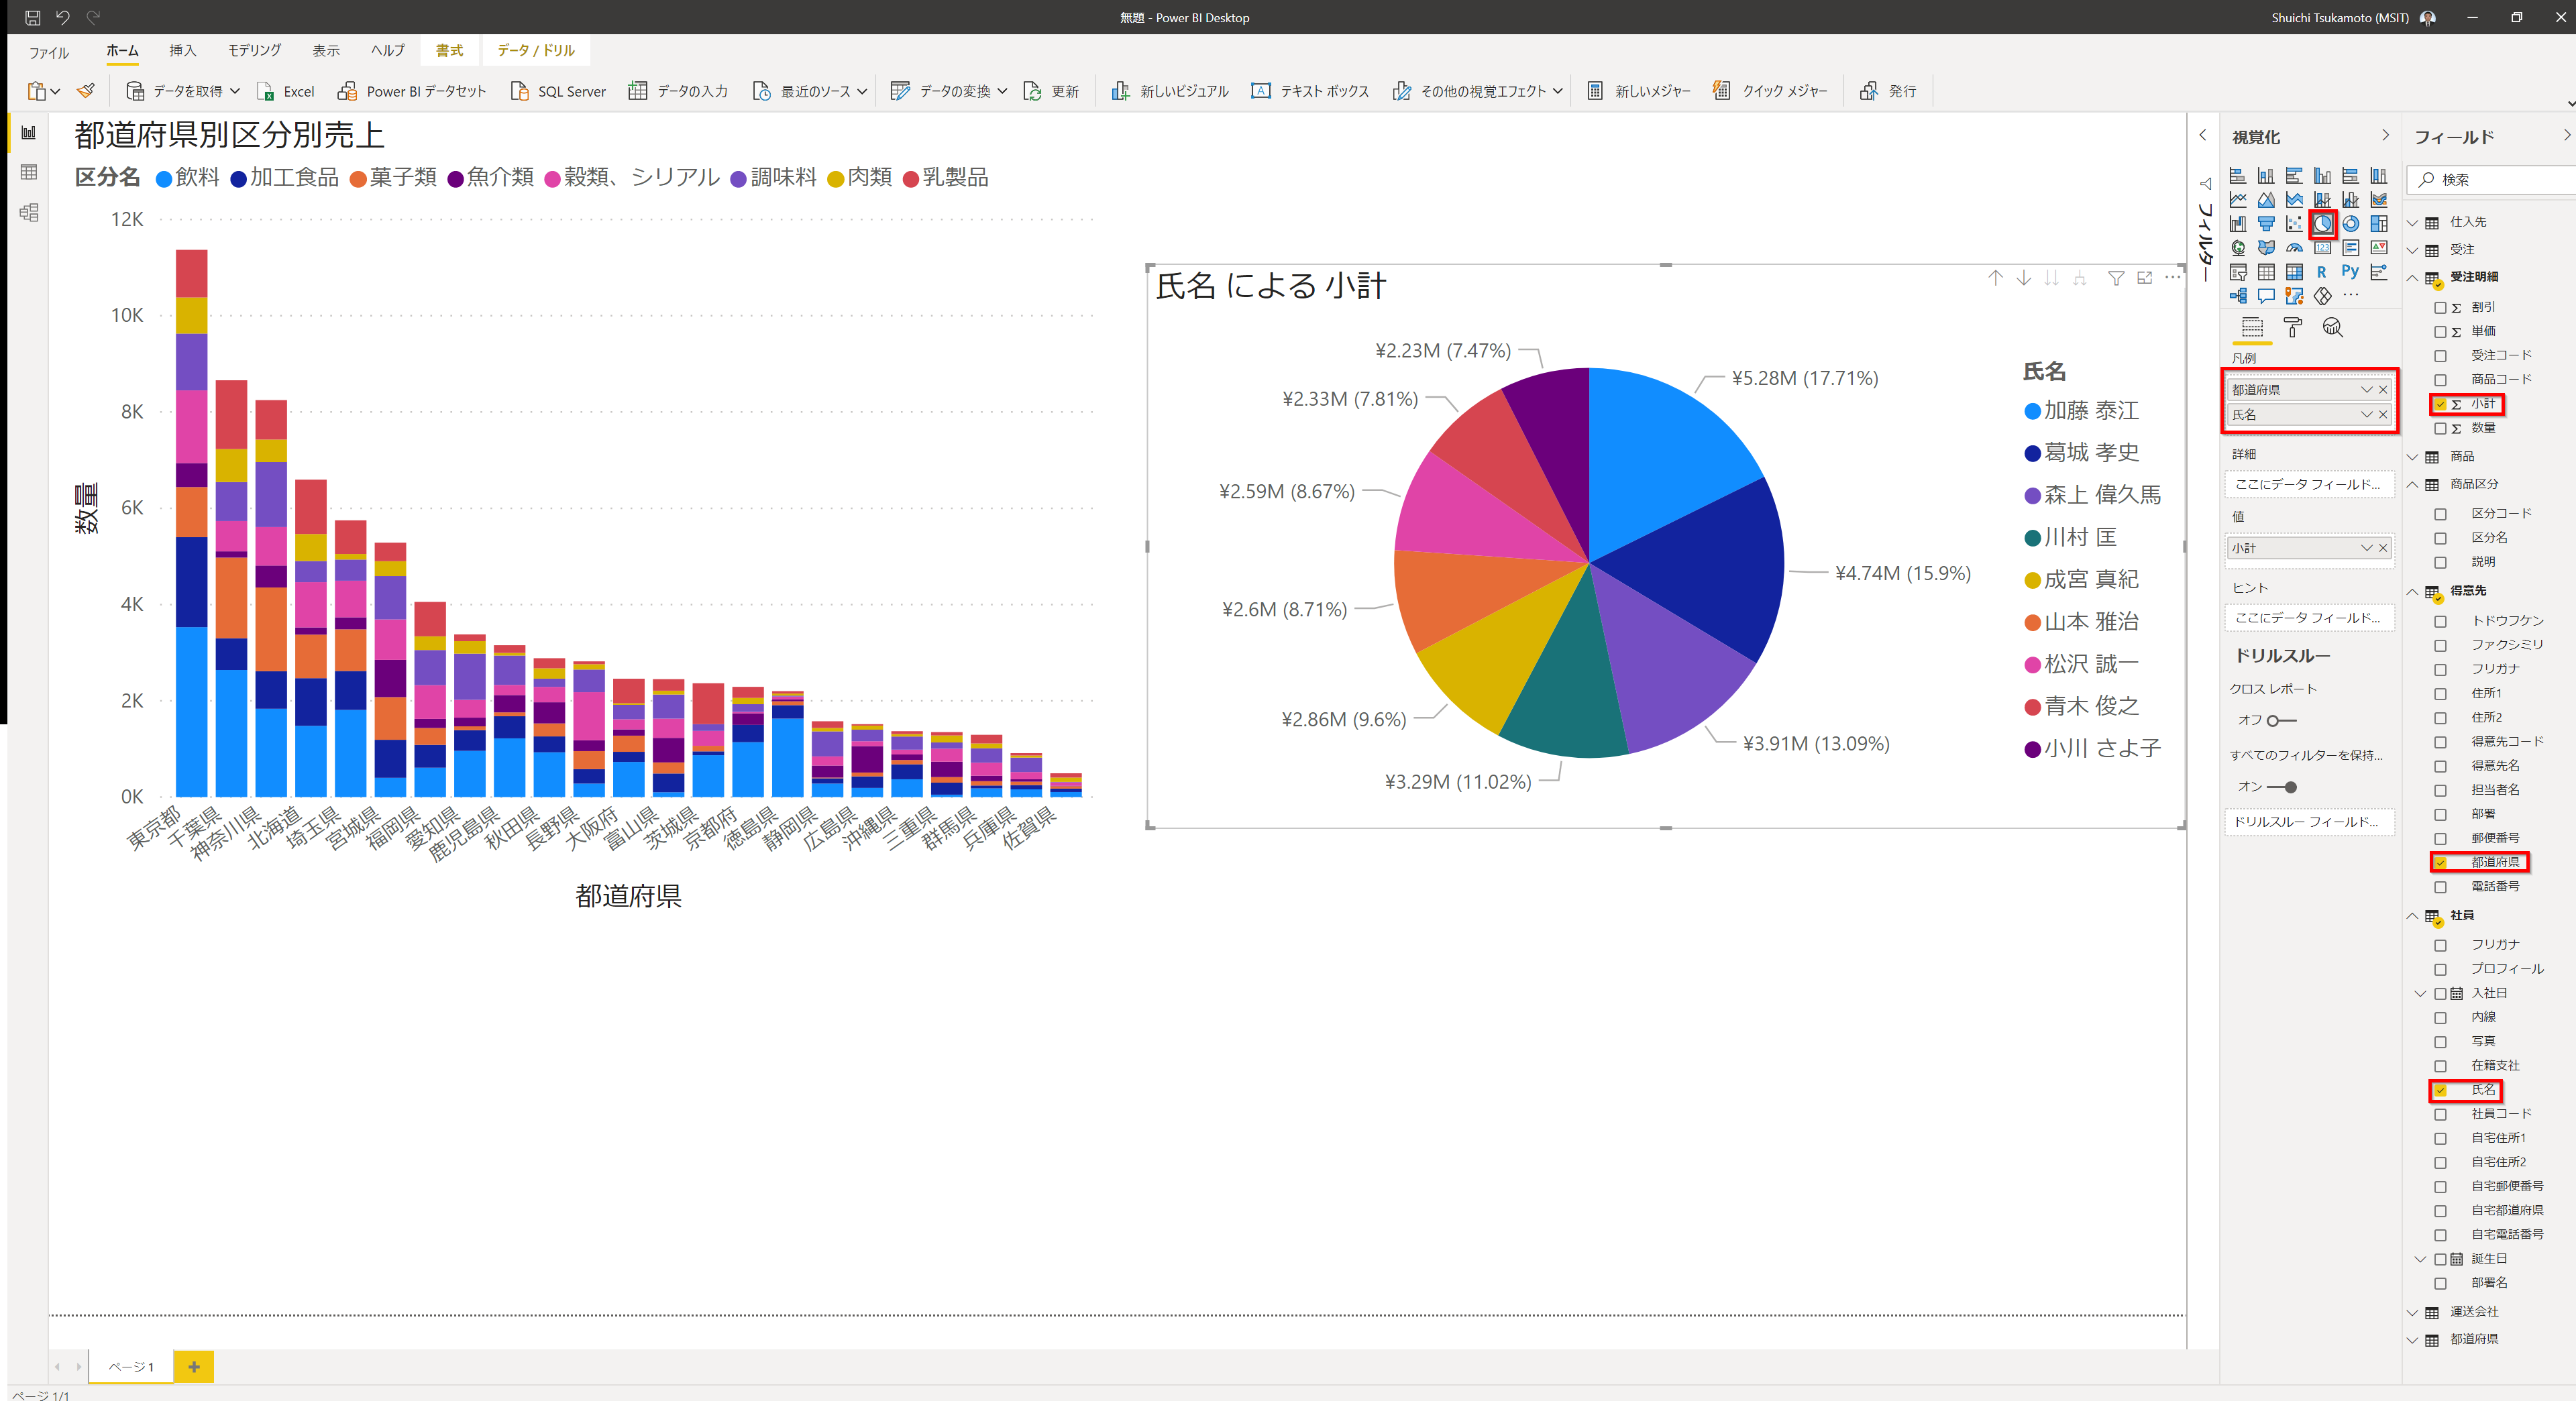 無題 - Power BI Desktop
Shuichi Tsukamoto (MSIT)
ファイル ホーム 挿入 モデリング 表示 ヘルプ 書式 データ / ドリル
データを取得 Excel Power BI データセット SQL Server データの入力 最近のソース データの変換 更新 新しいビジュアル テキスト ボックス その他の視覚エフェクト 新しいメジャー クイック メジャー 発行
都道府県別区分別売上
区分名 飲料 加工食品 菓子類 魚介類 穀類、シリアル 調味料 肉類 乳製品
数量
12K
10K
8K
6K
4K
2K
0K
東京都
千葉県
神奈川県
北海道
埼玉県
宮城県
福岡県
愛知県
鹿児島県
秋田県
長野県
大阪府
富山県
茨城県
京都府
徳島県
静岡県
広島県
沖縄県
三重県
群馬県
兵庫県
佐賀県
都道府県
氏名 による 小計
¥5.28M (17.71%)
¥4.74M (15.9%)
¥3.91M (13.09%)
¥3.29M (11.02%)
¥2.86M (9.6%)
¥2.6M (8.71%)
¥2.59M (8.67%)
¥2.33M (7.81%)
¥2.23M (7.47%)
氏名
加藤 泰江
葛城 孝史
森上 偉久馬
川村 匡
成宮 真紀
山本 雅治
松沢 誠一
青木 俊之
小川 さよ子
フィルター
視覚化
123
R
Py
凡例
都道府県
氏名
詳細
ここにデータ フィールド...
値
小計
ヒント
ここにデータ フィールド...
ドリルスルー
クロス レポート
オフ
すべてのフィルターを保持...
オン
ドリルスルー フィールド...
フィールド
検索
仕入先
受注
受注明細
割引
単価
受注コード
商品コード
小計
数量
商品
商品区分
区分コード
区分名
説明
得意先
トドウフケン
ファクシミリ
フリガナ
住所1
住所2
得意先コード
得意先名
担当者名
部署
郵便番号
都道府県
電話番号
社員
フリガナ
プロフィール
入社日
内線
写真
在籍支社
氏名
社員コード
自宅住所1
自宅住所2
自宅郵便番号
自宅都道府県
自宅電話番号
誕生日
部署名
運送会社
都道府県
ページ1
ページ 1/1